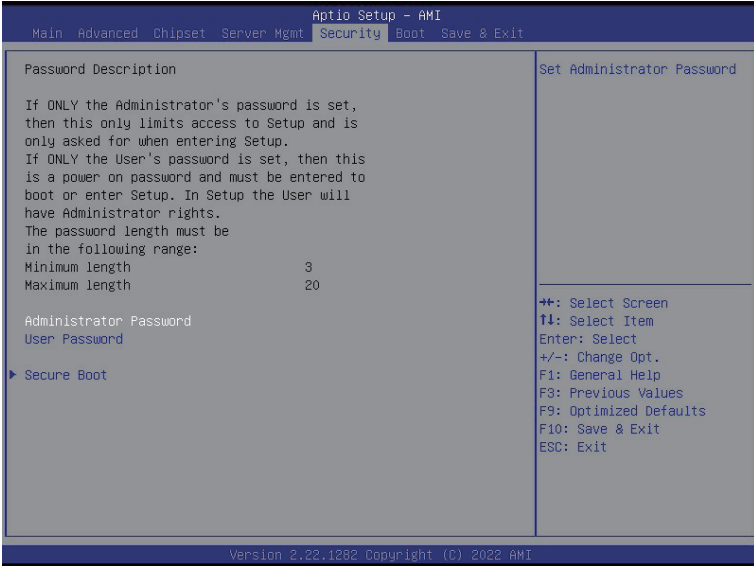 Aptio Setup – AMI
Main Advanced Chipset Server Mgmt Security Boot Save & Exit
Password Description
If ONLY the Administrator's password is set,
then this only limits access to Setup and is
only asked for when entering Setup.
If ONLY the User's password is set, then this
is a power on password and must be entered to
boot or enter Setup. In Setup the User will
have Administrator rights.
The password length must be
in the following range:
Minimum length 3
Maximum length 20
Administrator Password
User Password
Secure Boot
Set Administrator Password
→←: Select Screen
↑↓: Select Item
Enter: Select
+/-: Change Opt.
F1: General Help
F3: Previous Values
F9: Optimized Defaults
F10: Save & Exit
ESC: Exit
Version 2.22.1282 Copyright (C) 2022 AMI